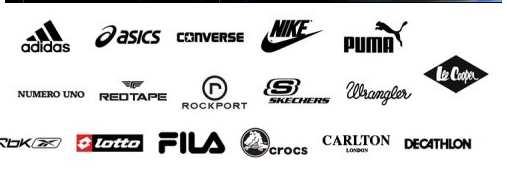 adidas
asics
CONVERSE
NIKE
PUMA
Lee Cooper
NUMERO UNO
REDTAPE
r
ROCKPORT
S
SKECHERS
Wrangler
Rbk
lotto
FILA
crocs
CARLTON
LONDON
DECATHLON